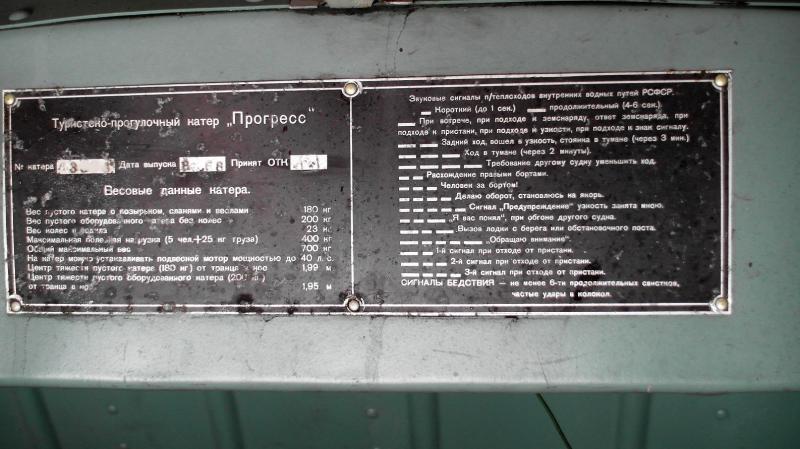 Туристско-прогулочный катер „Прогресс"
№ катера Дата выпуска Принят ОТК
Весовые данные катера.
Вес пустого катера с козырьком, сланями и веслами 180 кг
Вес пустого оборудованного катера без колес 200 кг
Вес колес 23 кг
Максимальная полезная нагрузка (5 чел.+25 кг груза) 400 кг
Общий максимальный вес 700 кг
На катер можно устанавливать подвесной мотор мощностью до 40 л. с.
Центр тяжести пустого катера (180 кг) от транца в нос 1,99 м
Центр тяжести пустого оборудованного катера (200 кг.)
от транца в нос 1,95 м
Звуковые сигналы п/теплоходов внутренних водных путей РСФСР.
Короткий (до 1 сек.) продолжительный (4-6 сек.)
При встрече, при подходе к земснаряду, ответ земснаряда, при
подходе к пристани, при подходе к узкости, при подходе к знак сигналу.
Задний ход, вошел в узкость, стоянка в тумане (через 3 мин.)
Ход в тумане (через 2 минуты).
Требование другому судну уменьшить ход.
Расхождение правыми бортами.
Человек за бортом!
Делаю оборот, становлюсь на якорь.
Сигнал „Предупреждение" узкость занята мною.
„Я вас понял", при обгоне другого судна.
Вызов лодки с берега или обстановочного поста.
„Обращаю внимание".
1-й сигнал при отходе от пристани.
2-й сигнал при отходе от пристани.
3-й сигнал при отходе от пристани.
СИГНАЛЫ БЕДСТВИЯ — не менее 6-ти продолжительных свистков,
частые удары в колокол.